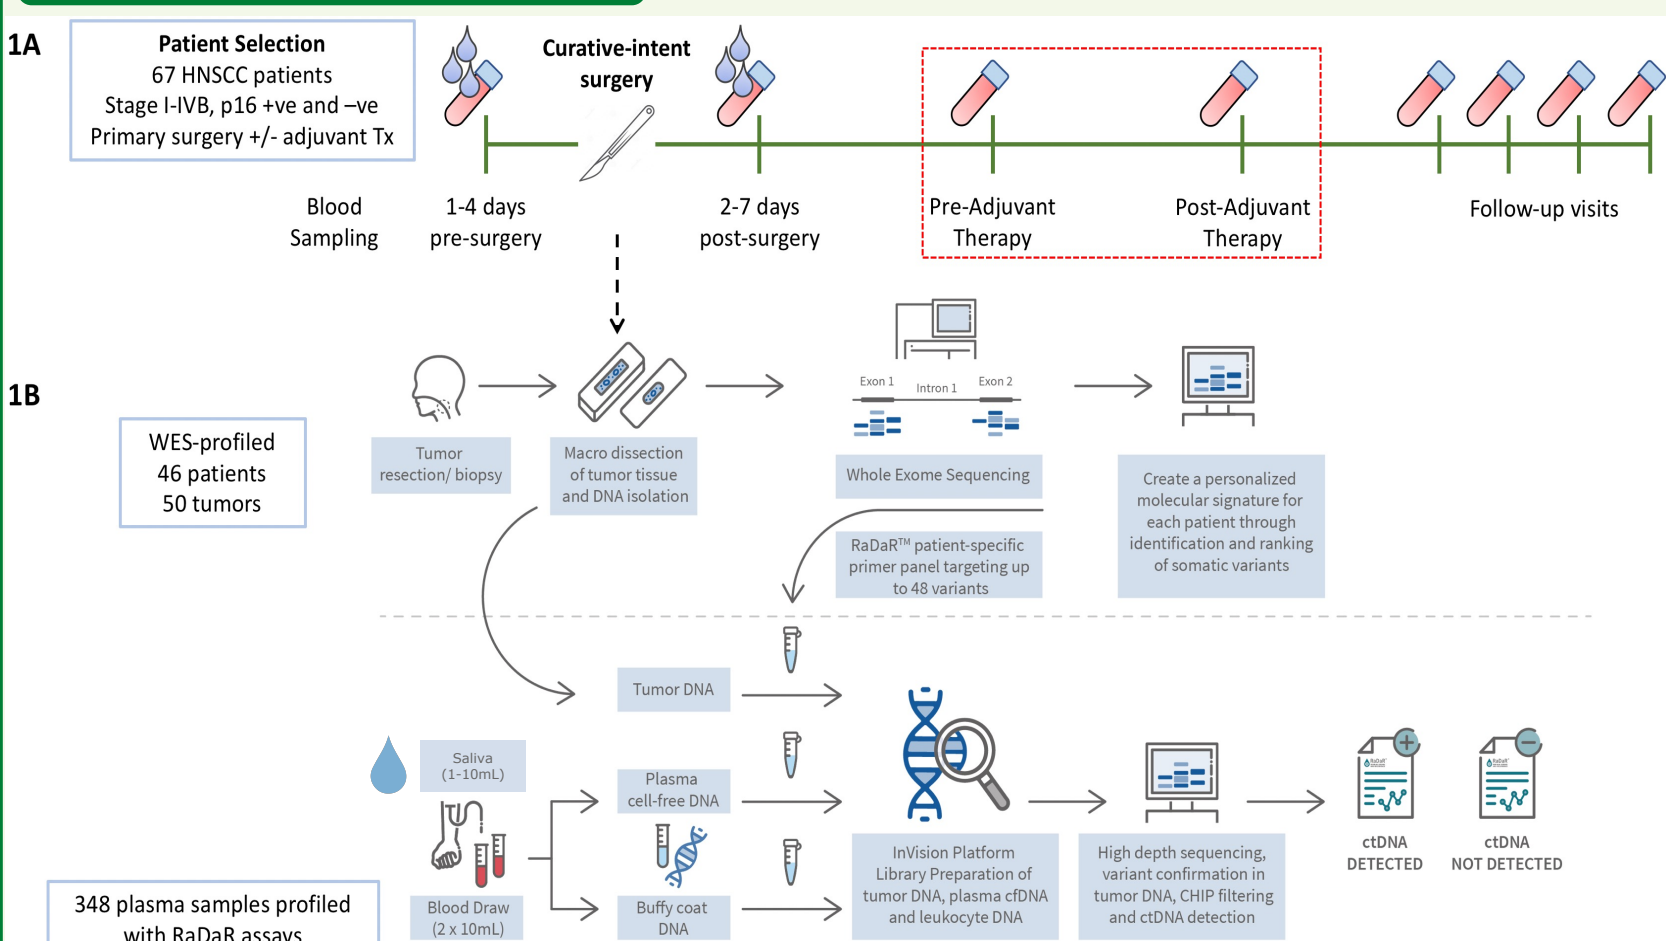 1A
Patient Selection
67 HNSCC patients
Stage I-IVB, p16 +ve and –ve
Primary surgery +/- adjuvant Tx
Curative-intent
surgery
Blood
Sampling
1-4 days
pre-surgery
2-7 days
post-surgery
Pre-Adjuvant
Therapy
Post-Adjuvant
Therapy
Follow-up visits
1B
WES-profiled
46 patients
50 tumors
Tumor
resection/ biopsy
Macro dissection
of tumor tissue
and DNA isolation
Exon 1
Intron 1
Exon 2
Whole Exome Sequencing
RaDaR™ patient-specific
primer panel targeting up
to 48 variants
Create a personalized
molecular signature for
each patient through
identification and ranking
of somatic variants
Tumor DNA
Saliva
(1-10mL)
Plasma
cell-free DNA
Blood Draw
(2 x 10mL)
Buffy coat
DNA
InVision Platform
Library Preparation of
tumor DNA, plasma cfDNA
and leukocyte DNA
High depth sequencing,
variant confirmation in
tumor DNA, CHIP filtering
and ctDNA detection
RaDaR
ctDNA
DETECTED
RaDaR
ctDNA
NOT DETECTED
348 plasma samples profiled
with RaDaR assays